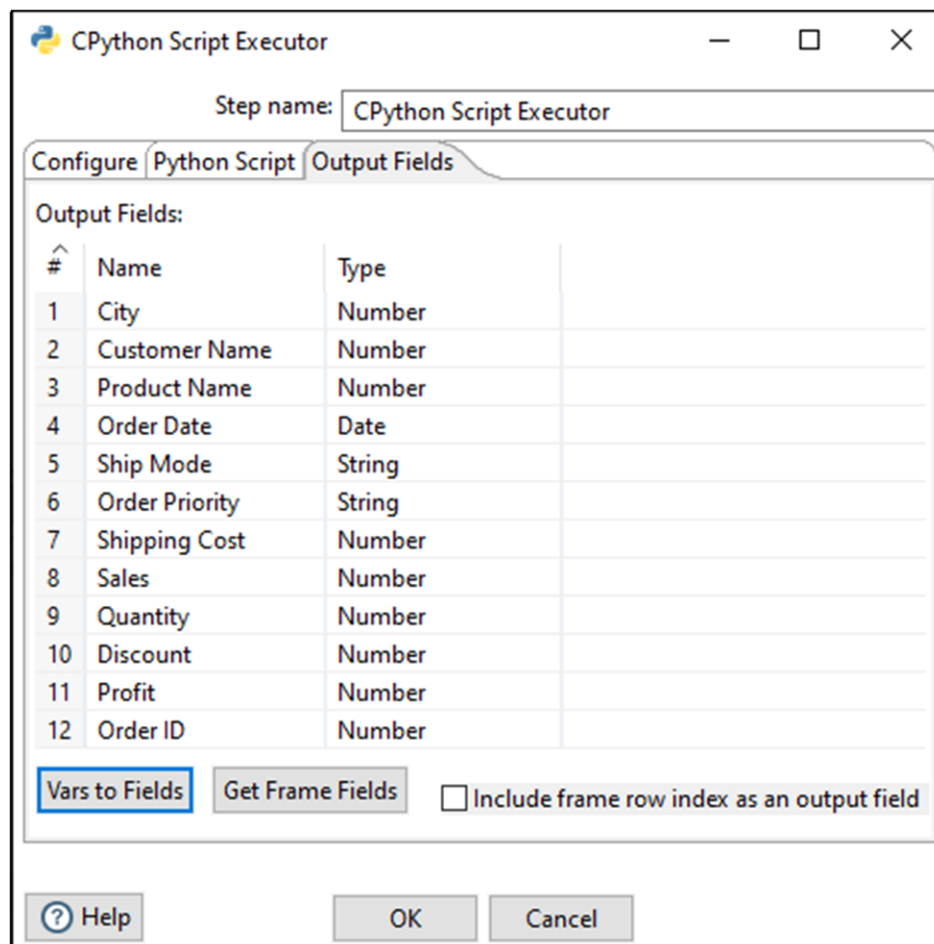 CPython Script Executor
Step name: CPython Script Executor
Configure Python Script Output Fields
Output Fields:
# Name Type
1 City Number
2 Customer Name Number
3 Product Name Number
4 Order Date Date
5 Ship Mode String
6 Order Priority String
7 Shipping Cost Number
8 Sales Number
9 Quantity Number
10 Discount Number
11 Profit Number
12 Order ID Number
Vars to Fields Get Frame Fields Include frame row index as an output field
? Help OK Cancel